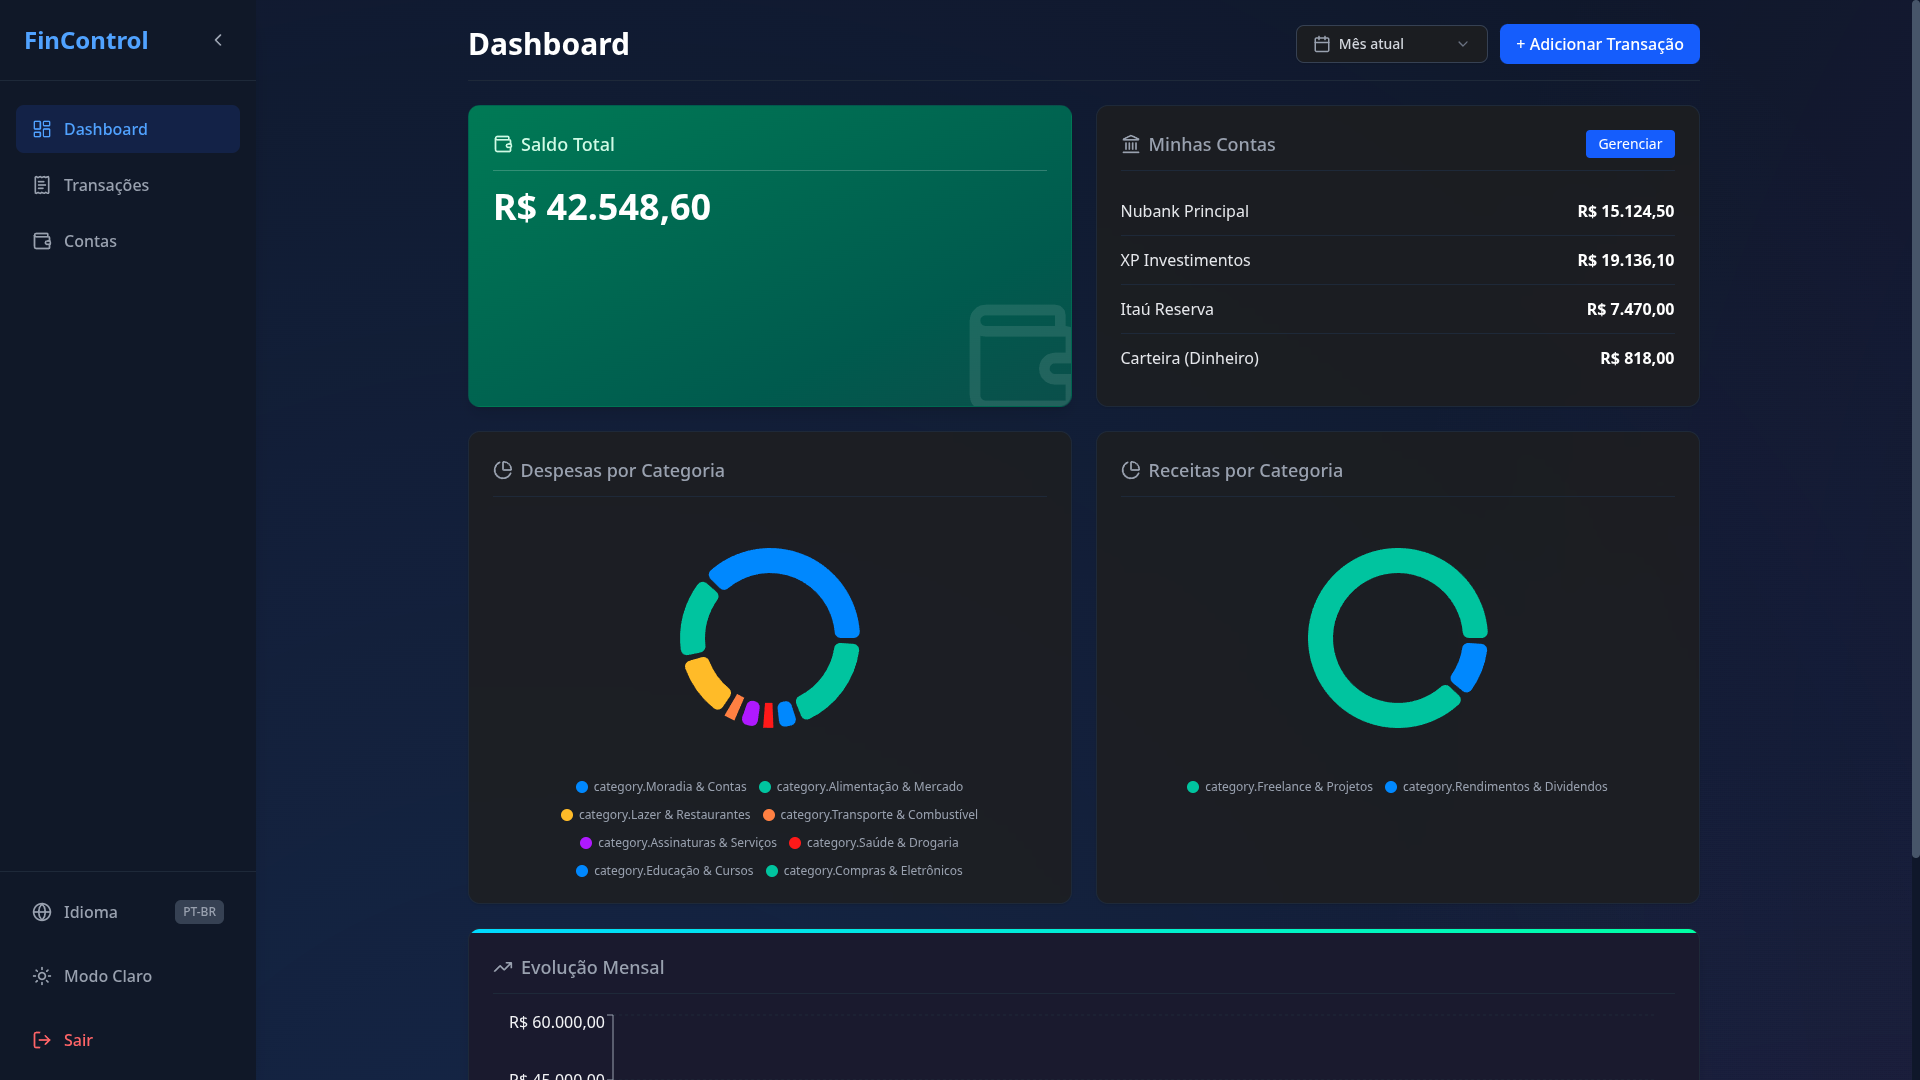 FinControl
Dashboard
Transações
Contas
Idioma
PT-BR
Modo Claro
Sair
Dashboard
Mês atual
+ Adicionar Transação
Saldo Total
R$ 42.548,60
Minhas Contas
Gerenciar
Nubank Principal R$ 15.124,50
XP Investimentos R$ 19.136,10
Itaú Reserva R$ 7.470,00
Carteira (Dinheiro) R$ 818,00
Despesas por Categoria
category.Moradia & Contas category.Alimentação & Mercado
category.Lazer & Restaurantes category.Transporte & Combustível
category.Assinaturas & Serviços category.Saúde & Drogaria
category.Educação & Cursos category.Compras & Eletrônicos
Receitas por Categoria
category.Freelance & Projetos category.Rendimentos & Dividendos
Evolução Mensal
R$ 60.000,00
R$ 45.000,00